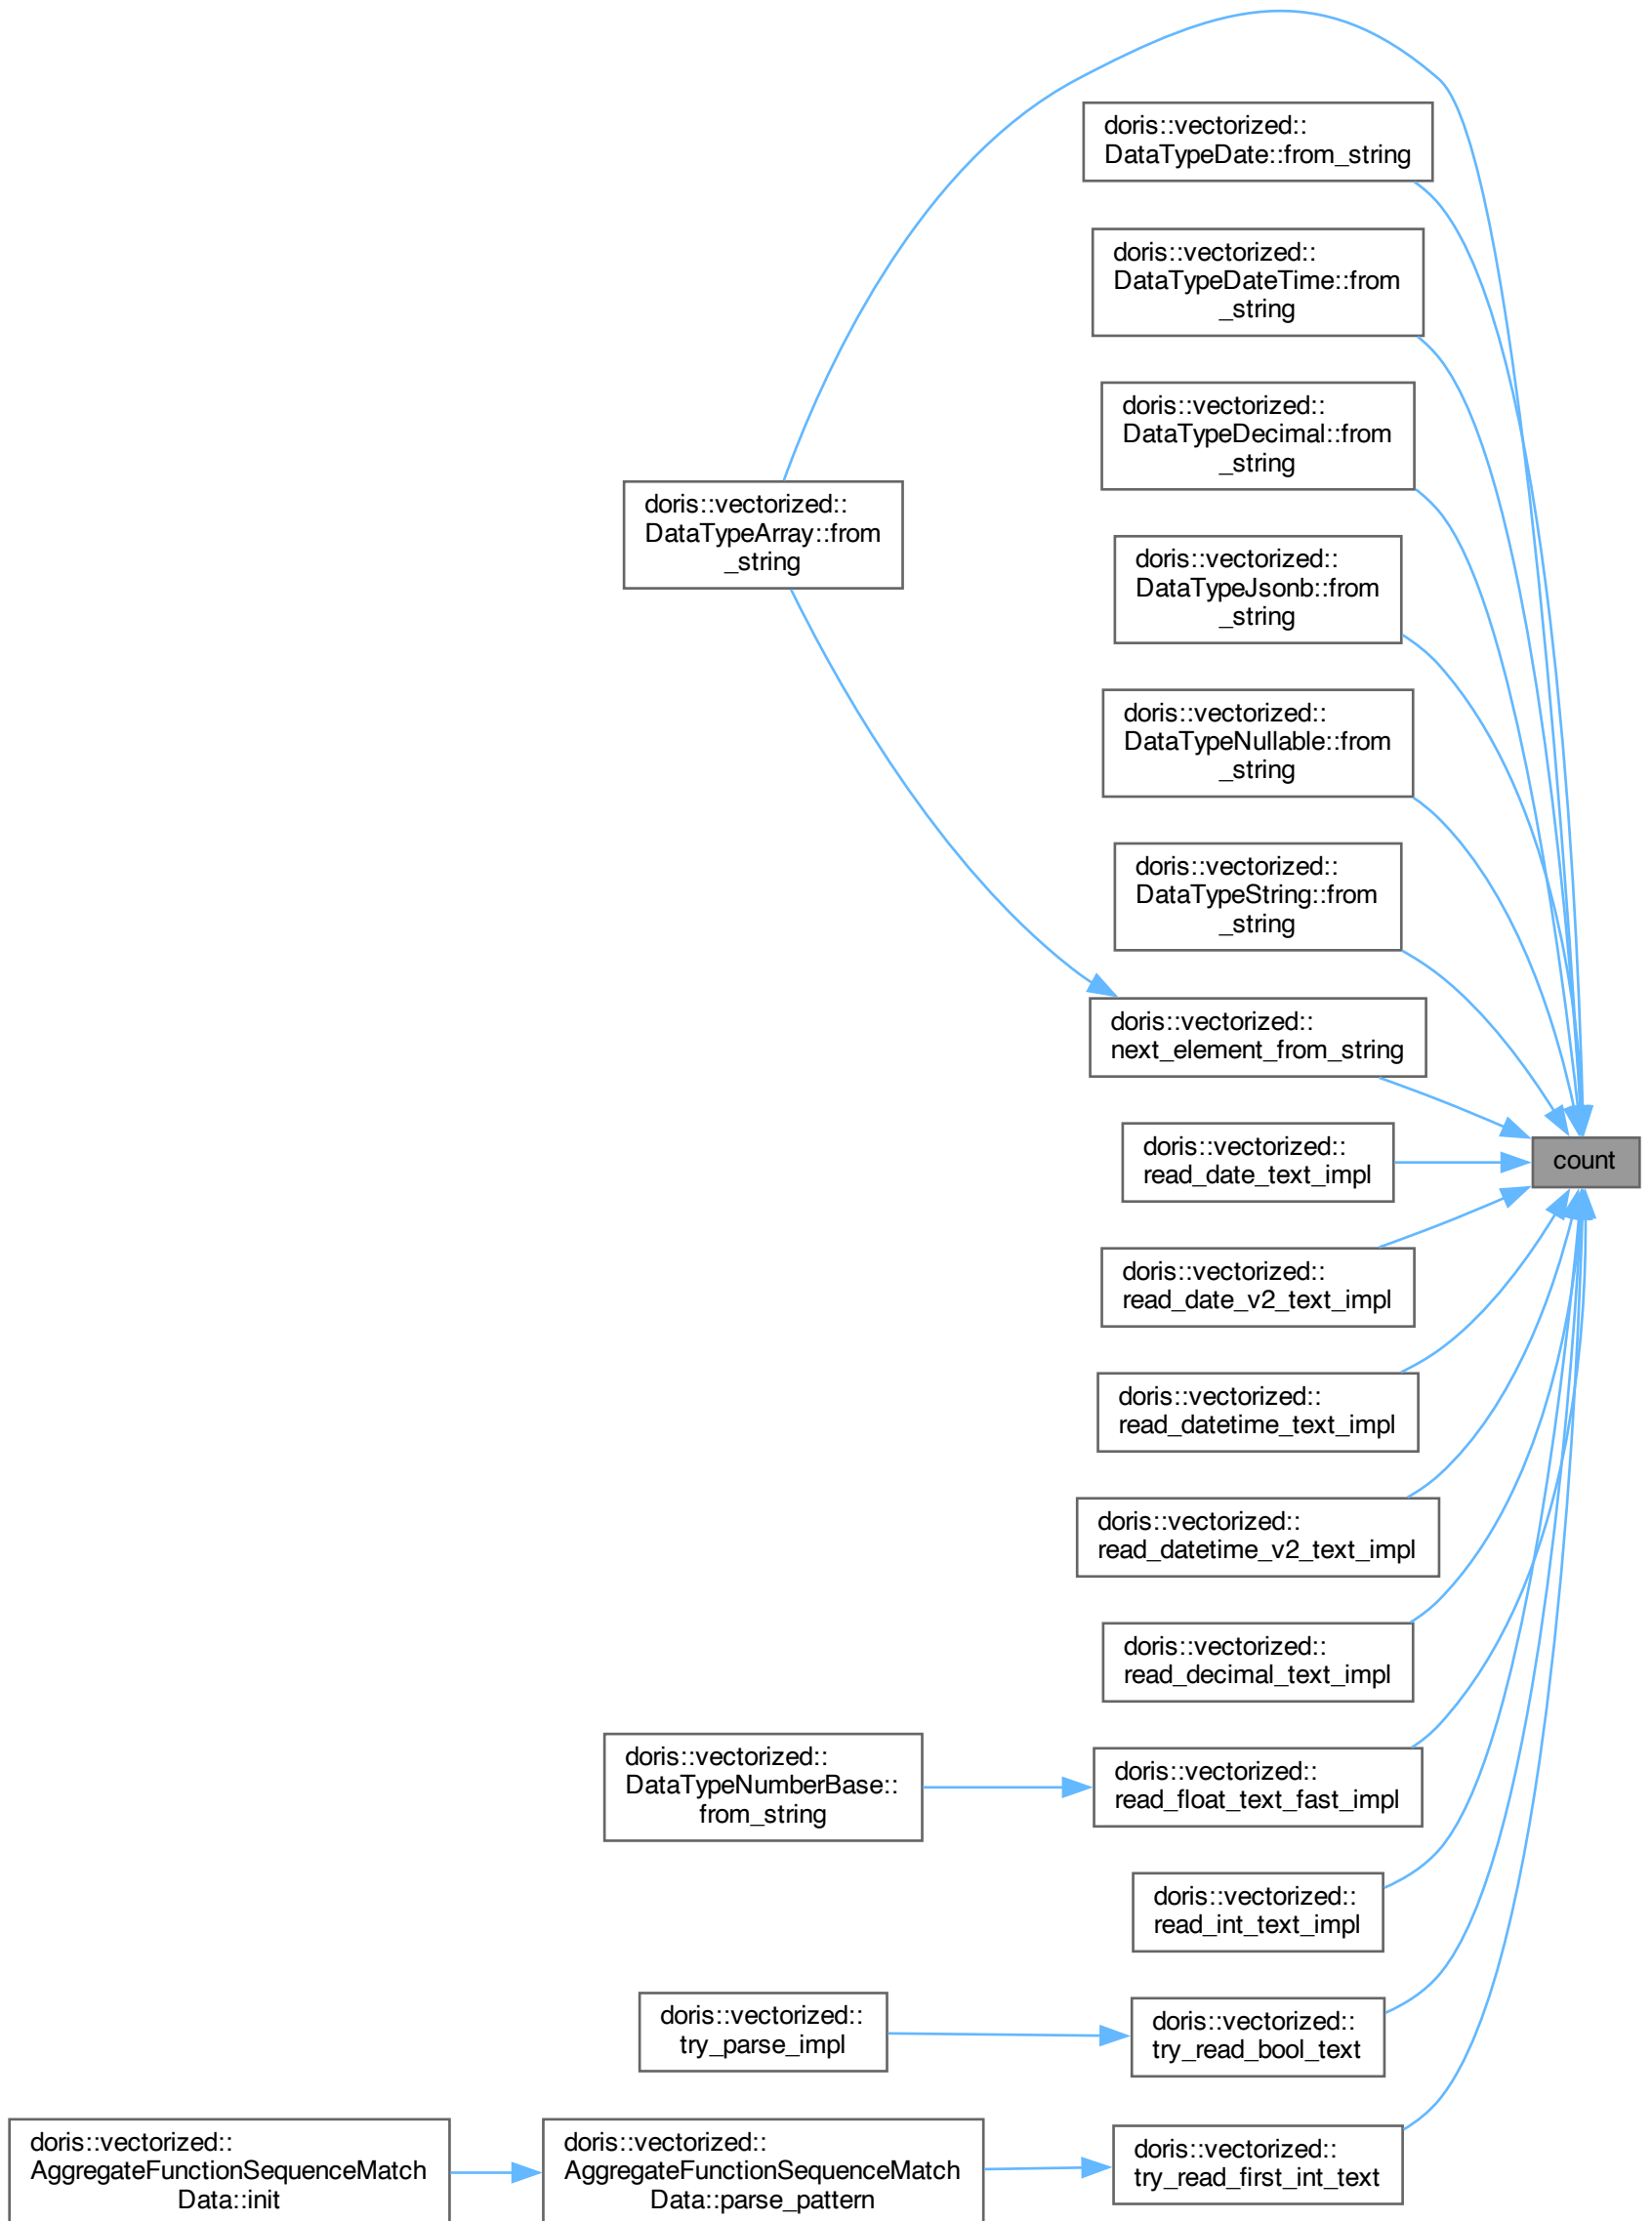 doris::vectorized::
DataTypeDate::from_string
doris::vectorized::
DataTypeDateTime::from
_string
doris::vectorized::
DataTypeDecimal::from
_string
doris::vectorized::
DataTypeArray::from
_string
doris::vectorized::
DataTypeJsonb::from
_string
doris::vectorized::
DataTypeNullable::from
_string
doris::vectorized::
DataTypeString::from
_string
doris::vectorized::
next_element_from_string
doris::vectorized::
read_date_text_impl
count
doris::vectorized::
read_date_v2_text_impl
doris::vectorized::
read_datetime_text_impl
doris::vectorized::
read_datetime_v2_text_impl
doris::vectorized::
read_decimal_text_impl
doris::vectorized::
DataTypeNumberBase::
from_string
doris::vectorized::
read_float_text_fast_impl
doris::vectorized::
read_int_text_impl
doris::vectorized::
try_parse_impl
doris::vectorized::
try_read_bool_text
doris::vectorized::
AggregateFunctionSequenceMatch
Data::init
doris::vectorized::
AggregateFunctionSequenceMatch
Data::parse_pattern
doris::vectorized::
try_read_first_int_text